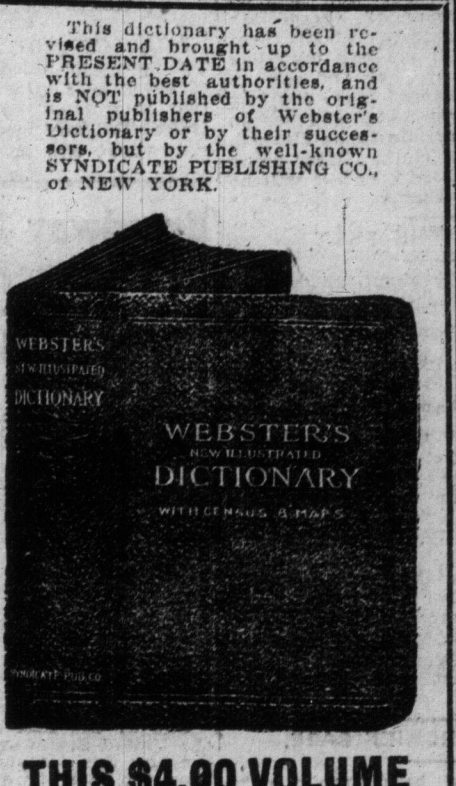 This dictionary has been re-
vised and brought up to the
PRESENT DATE in accordance
with the best authorities, and
is NOT published by the orig-
inal publishers of Webster's
Dictionary or by their succes-
sors, but by the well-known
SYNDICATE PUBLISHING CO.,
of NEW YORK.
WEBSTER'S
NEW ILLUSTRATED
DICTIONARY
WEBSTER'S
NEW ILLUSTRATED
DICTIONARY
WITH CENSUS & MAPS
SYNDICATE PUB. CO
THIS $4.00 VOLUME